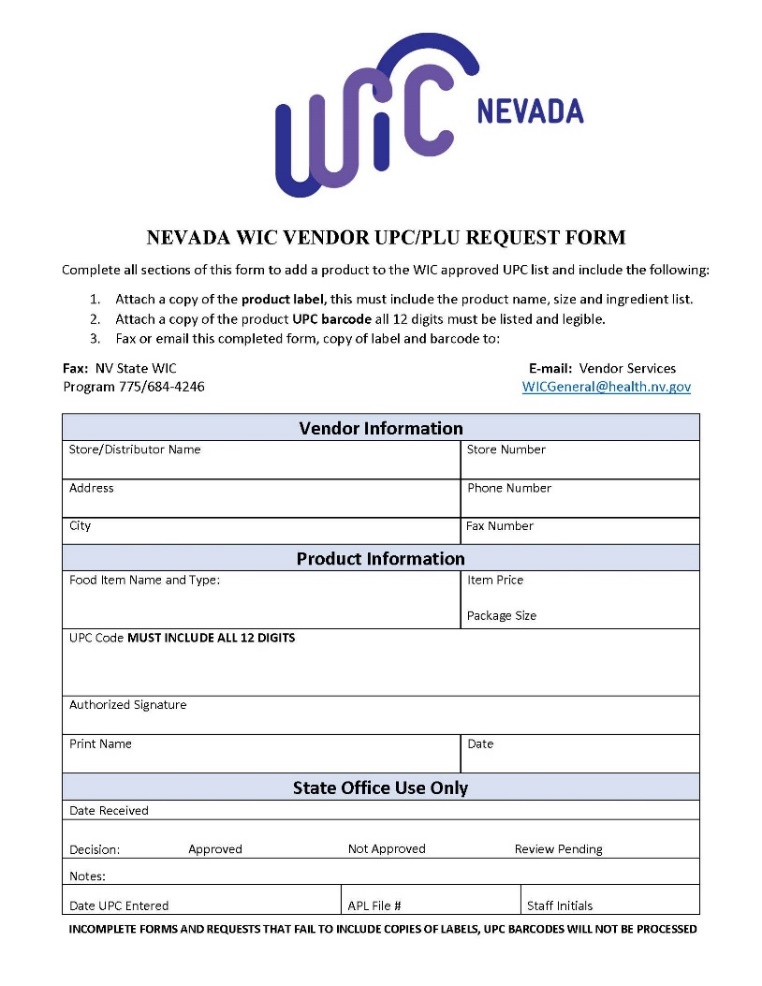 WiC NEVADA
NEVADA WIC VENDOR UPC/PLU REQUEST FORM
Complete all sections of this form to add a product to the WIC approved UPC list and include the following:
1. Attach a copy of the product label, this must include the product name, size and ingredient list.
2. Attach a copy of the product UPC barcode all 12 digits must be listed and legible.
3. Fax or email this completed form, copy of label and barcode to:
Fax: NV State WIC E-mail: Vendor Services
Program 775/684-4246 WICGeneral@health.nv.gov
Vendor Information
Store/Distributor Name Store Number
Address Phone Number
City Fax Number
Product Information
Food Item Name and Type: Item Price
Package Size
UPC Code MUST INCLUDE ALL 12 DIGITS
Authorized Signature
Print Name Date
State Office Use Only
Date Received
Decision: Approved Not Approved Review Pending
Notes:
Date UPC Entered APL File # Staff Initials
INCOMPLETE FORMS AND REQUESTS THAT FAIL TO INCLUDE COPIES OF LABELS, UPC BARCODES WILL NOT BE PROCESSED